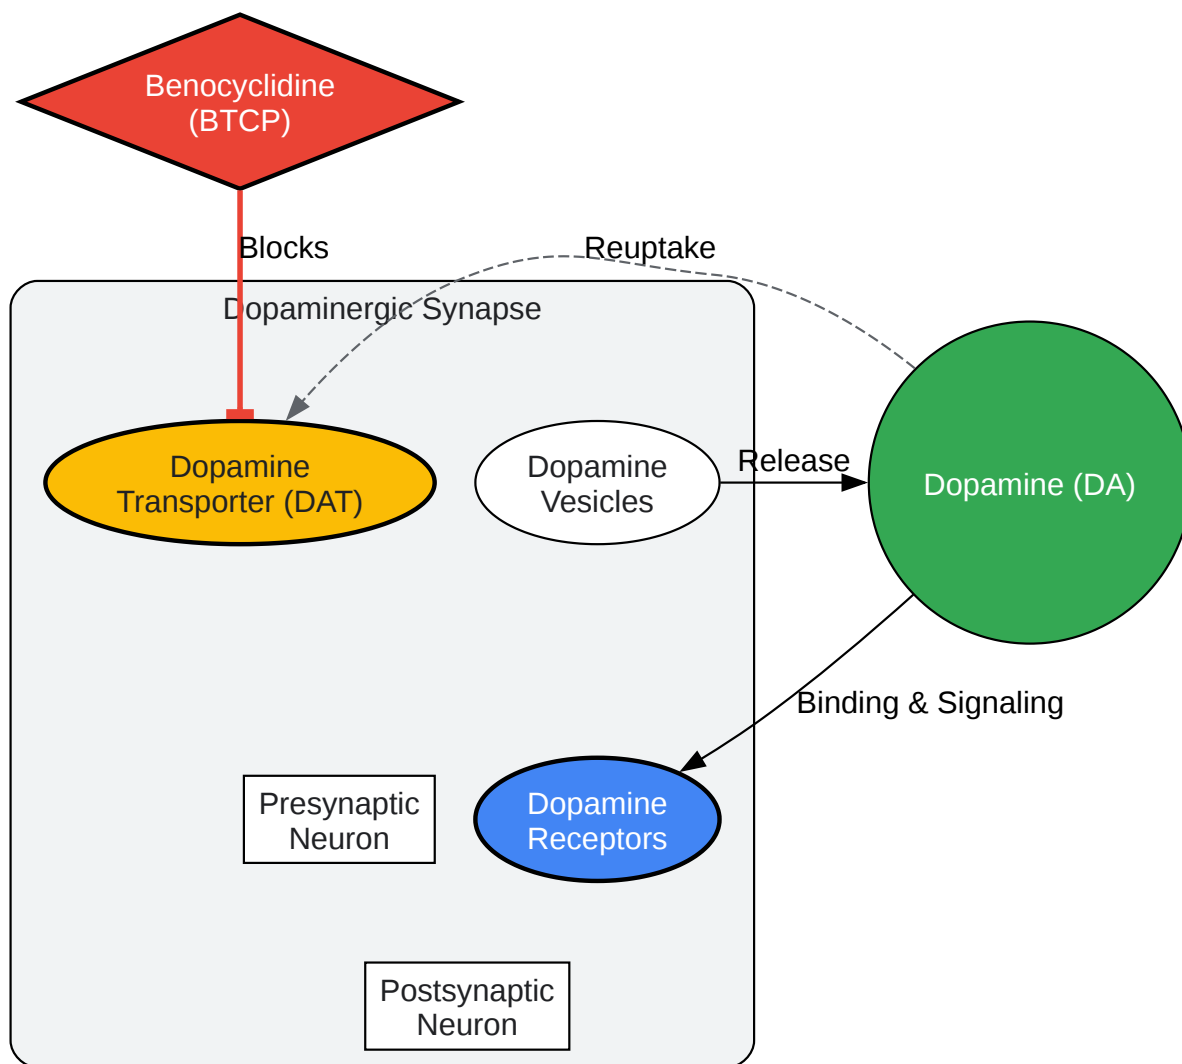 Benocyclidine
(BTCP)
Blocks
Reuptake
Dopaminergic Synapse
Dopamine
Transporter (DAT)
Dopamine
Vesicles
Release
Dopamine (DA)
Binding & Signaling
Presynaptic
Neuron
Dopamine
Receptors
Postsynaptic
Neuron